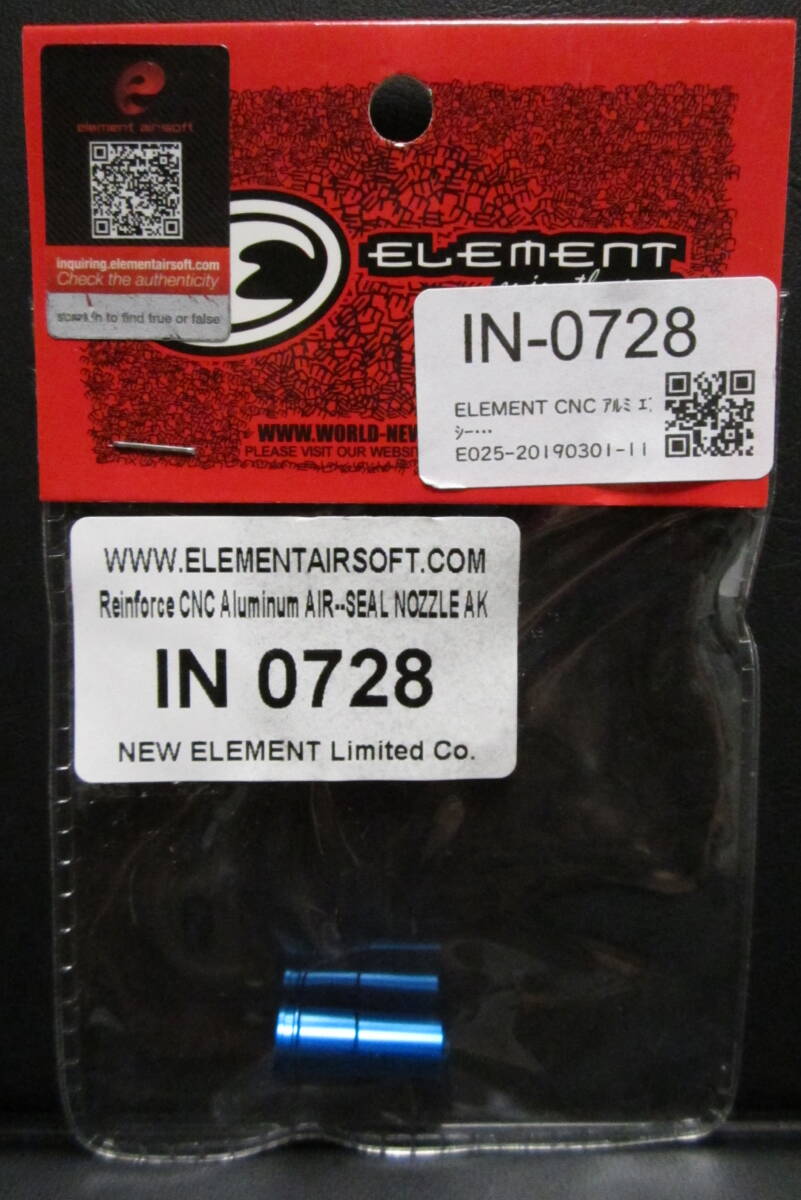 element airsoft
inquiring.elementairsoft.com
Check the authenticity
to find true or false
ELEMENT
WWW.WORLD-NEW
PLEASE VISIT OUR WEBSI
IN-0728
ELEMENT CNC ｱﾙﾐ ｴ
ｼｰ…
E025-20190301-11
WWW.ELEMENTAIRSOFT.COM
Reinforce CNC Aluminum AIR--SEAL NOZZLE AK
IN 0728
NEW ELEMENT Limited Co.